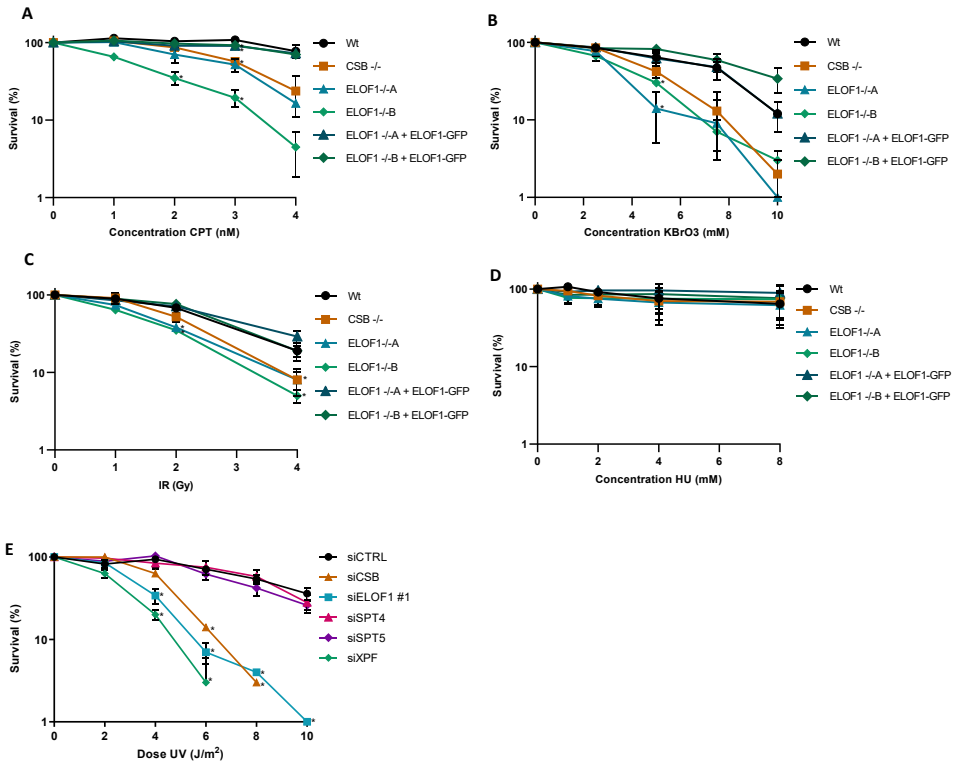 A
Survival (%)
100
10
1
0 1 2 3 4
Concentration CPT (nM)
Wt
CSB -/-
ELOF1-/-A
ELOF1-/-B
ELOF1 -/-A + ELOF1-GFP
ELOF1 -/-B + ELOF1-GFP
* * * *
B
Survival (%)
100
10
1
0 2 4 6 8 10
Concentration KBrO3 (mM)
Wt
CSB -/-
ELOF1-/-A
ELOF1-/-B
ELOF1 -/-A + ELOF1-GFP
ELOF1 -/-B + ELOF1-GFP
* *
C
Survival (%)
100
10
1
0 1 2 3 4
IR (Gy)
Wt
CSB -/-
ELOF1-/-A
ELOF1-/-B
ELOF1 -/-A + ELOF1-GFP
ELOF1 -/-B + ELOF1-GFP
* * *
D
Survival (%)
100
10
1
0 2 4 6 8
Concentration HU (mM)
Wt
CSB -/-
ELOF1-/-A
ELOF1-/-B
ELOF1 -/-A + ELOF1-GFP
ELOF1 -/-B + ELOF1-GFP
E
Survival (%)
100
10
1
0 2 4 6 8 10
Dose UV (J/m²)
siCTRL
siCSB
siELOF1 #1
siSPT4
siSPT5
siXPF
* * * * * * * *